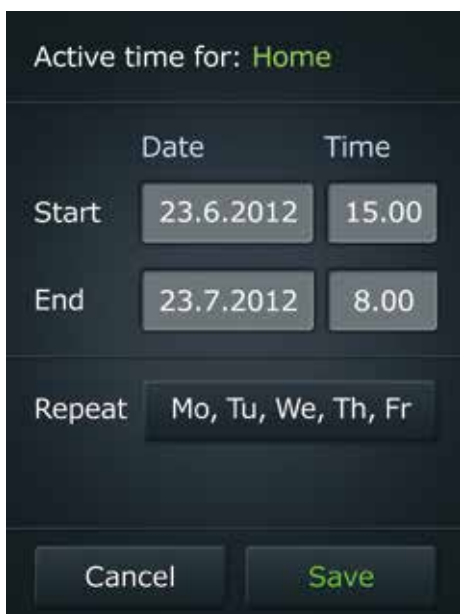 Active time for: Home
Date Time
Start 23.6.2012 15.00
End 23.7.2012 8.00
Repeat Mo, Tu, We, Th, Fr
Cancel Save